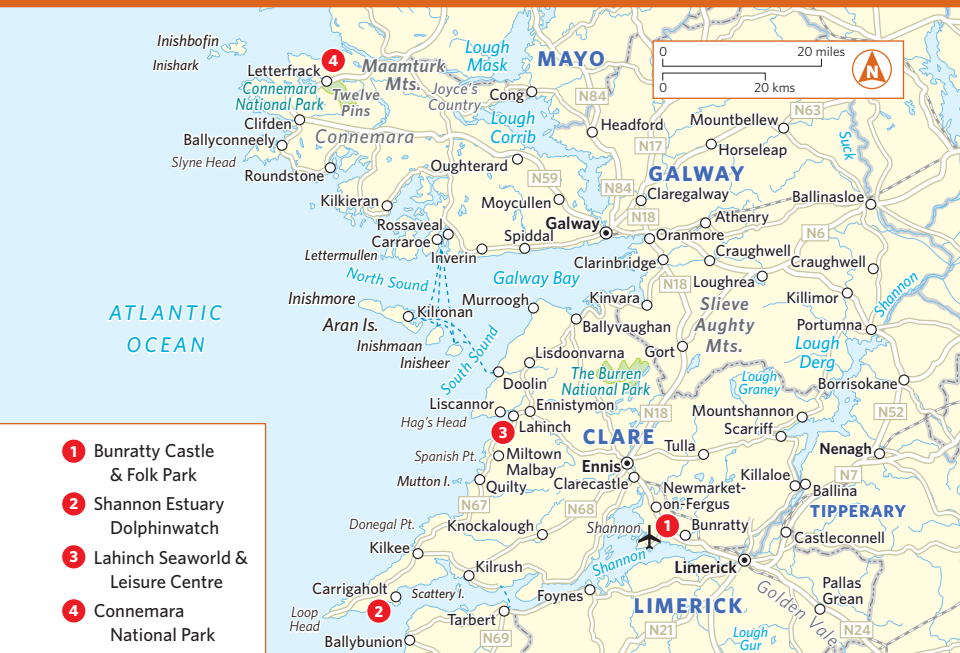 Inishbofin
Inishark
Letterfrack
4
Connemara
National Park
Twelve
Pins
Maamturk
Mts.
Joyce's
Country
Lough
Mask
MAYO
0
20 miles
0
20 kms
N
Cong
N84
Clifden
Ballyconneely
Connemara
Lough
Corrib
Headford
Mountbellew
N63
Slyne Head
Roundstone
Oughterard
N17
Horseleap
Suck
N59
GALWAY
N84
Claregalway
Kilkieran
Moycullen
Ballinasloe
Rossaveal
Carraroe
Spiddal
Galway
N18
Athenry
Oranmore
N6
Lettermullen
Inverin
Clarinbridge
Craughwell
Craughwell
North Sound
Galway Bay
N18
Loughrea
Inishmore
Murroogh
Kinvara
Slieve
Aughty
Mts.
Killimor
Shannon
ATLANTIC
OCEAN
Aran Is.
Kilronan
Ballyvaughan
Portumna
Inishmaan
Inisheer
South Sound
Lisdoonvarna
Gort
Lough
Derg
Doolin
The Burren
National Park
Lough
Graney
Borrisokane
Liscannor
Ennistymon
N18
Mountshannon
N52
Hag's Head
3
Lahinch
CLARE
Scarriff
1
Bunratty Castle
& Folk Park
2
Shannon Estuary
Dolphinwatch
3
Lahinch Seaworld &
Leisure Centre
4
Connemara
National Park
Spanish Pt.
Miltown
Malbay
Tulla
Nenagh
Ennis
Mutton I.
Quilty
Clarecastle
Killaloe
N7
Newmarket-
on-Fergus
Ballina
N67
N68
TIPPERARY
Donegal Pt.
Knockalough
Shannon
1
Bunratty
Castleconnell
Kilkee
Shannon
Limerick
Kilrush
Carrigaholt
Scattery I.
Foynes
Pallas
Grean
2
Loop
Head
Tarbert
LIMERICK
Golden Vale
Ballybunion
N69
N21
Lough
Gur
N24